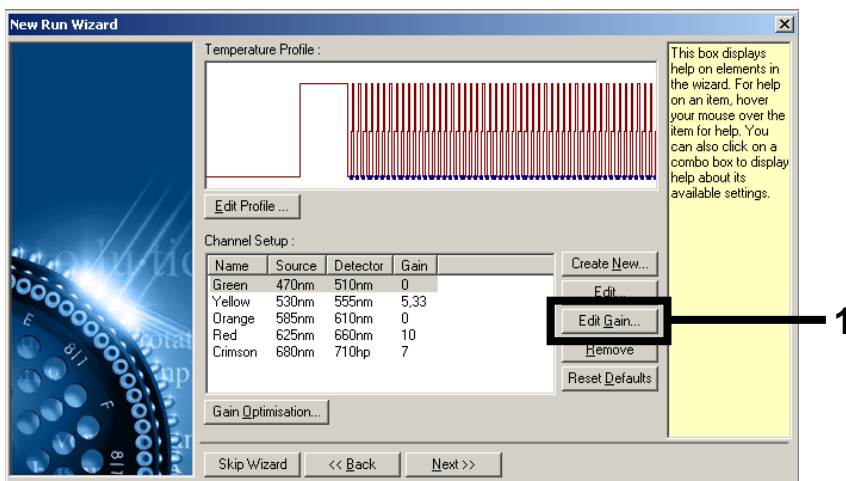 New Run Wizard
Temperature Profile :
This box displays
help on elements in
the wizard. For help
on an item, hover
your mouse over the
item for help. You
can also click on a
combo box to display
help about its
available settings.
Edit Profile ...
Channel Setup :
Name Source Detector Gain
Green 470nm 510nm 0
Yellow 530nm 555nm 5,33
Orange 585nm 610nm 0
Red 625nm 660nm 10
Crimson 680nm 710hp 7
Create New...
Edit...
Edit Gain...
Remove
Reset Defaults
1
Gain Optimisation...
Skip Wizard << Back Next >>